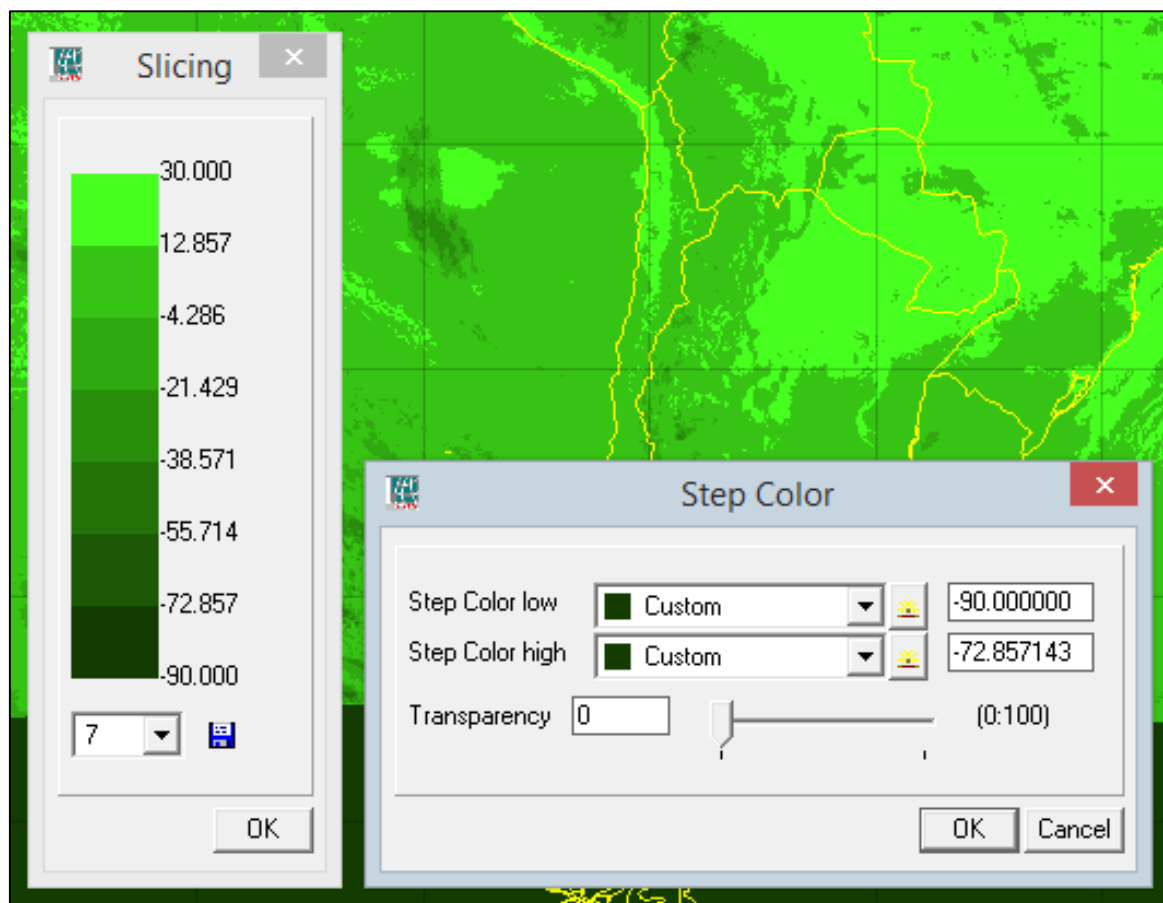 Slicing
30.000
12.857
-4.286
-21.429
-38.571
-55.714
-72.857
-90.000
7
OK
Step Color
Step Color low Custom -90.000000
Step Color high Custom -72.857143
Transparency 0 (0:100)
OK Cancel